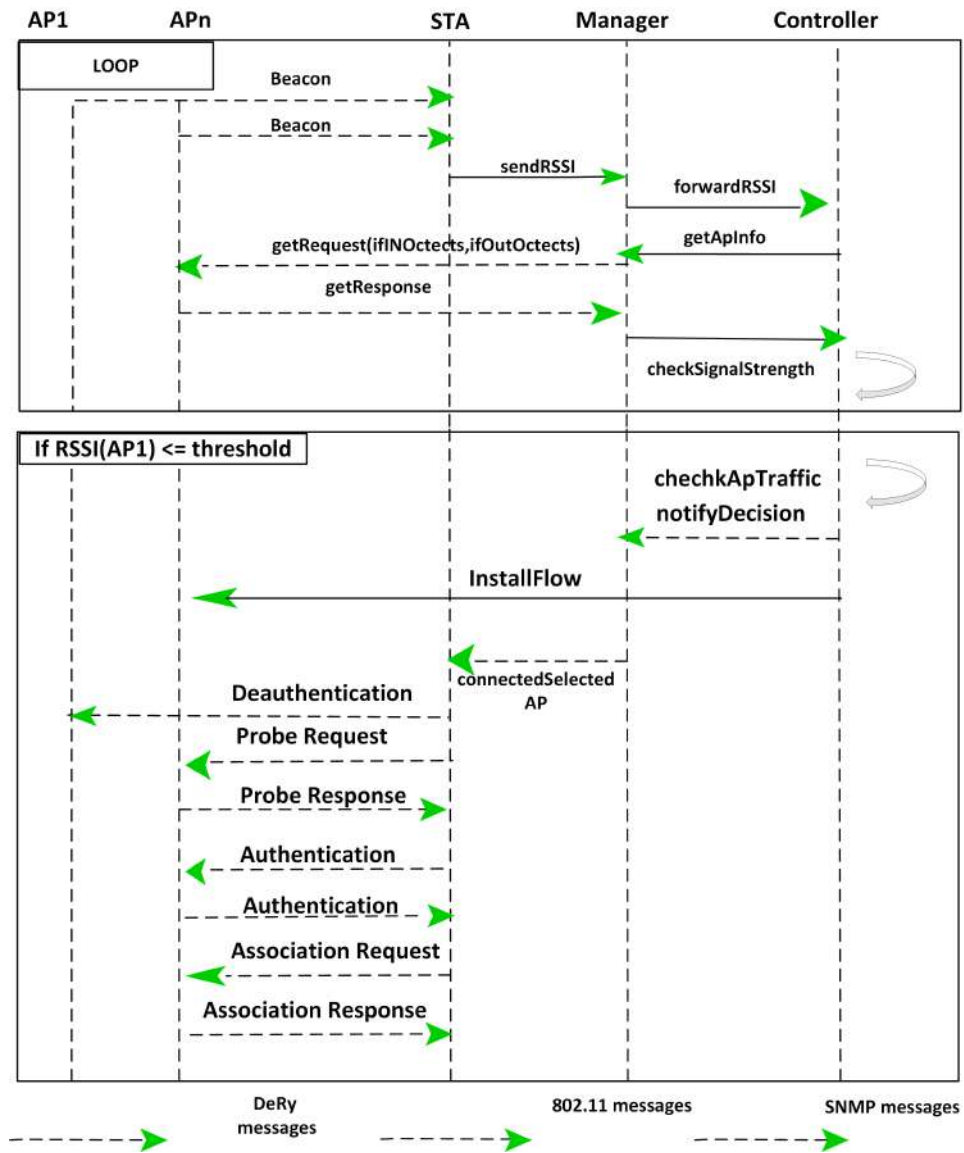 AP1 APn STA Manager Controller
LOOP
Beacon
Beacon
sendRSSI
forwardRSSI
getApInfo
getRequest(ifINOctects,ifOutOctects)
getResponse
checkSignalStrength
If RSSI(AP1) <= threshold
chechkApTraffic
notifyDecision
InstallFlow
connectedSelected
AP
Deauthentication
Probe Request
Probe Response
Authentication
Authentication
Association Request
Association Response
DeRy
messages
802.11 messages
SNMP messages